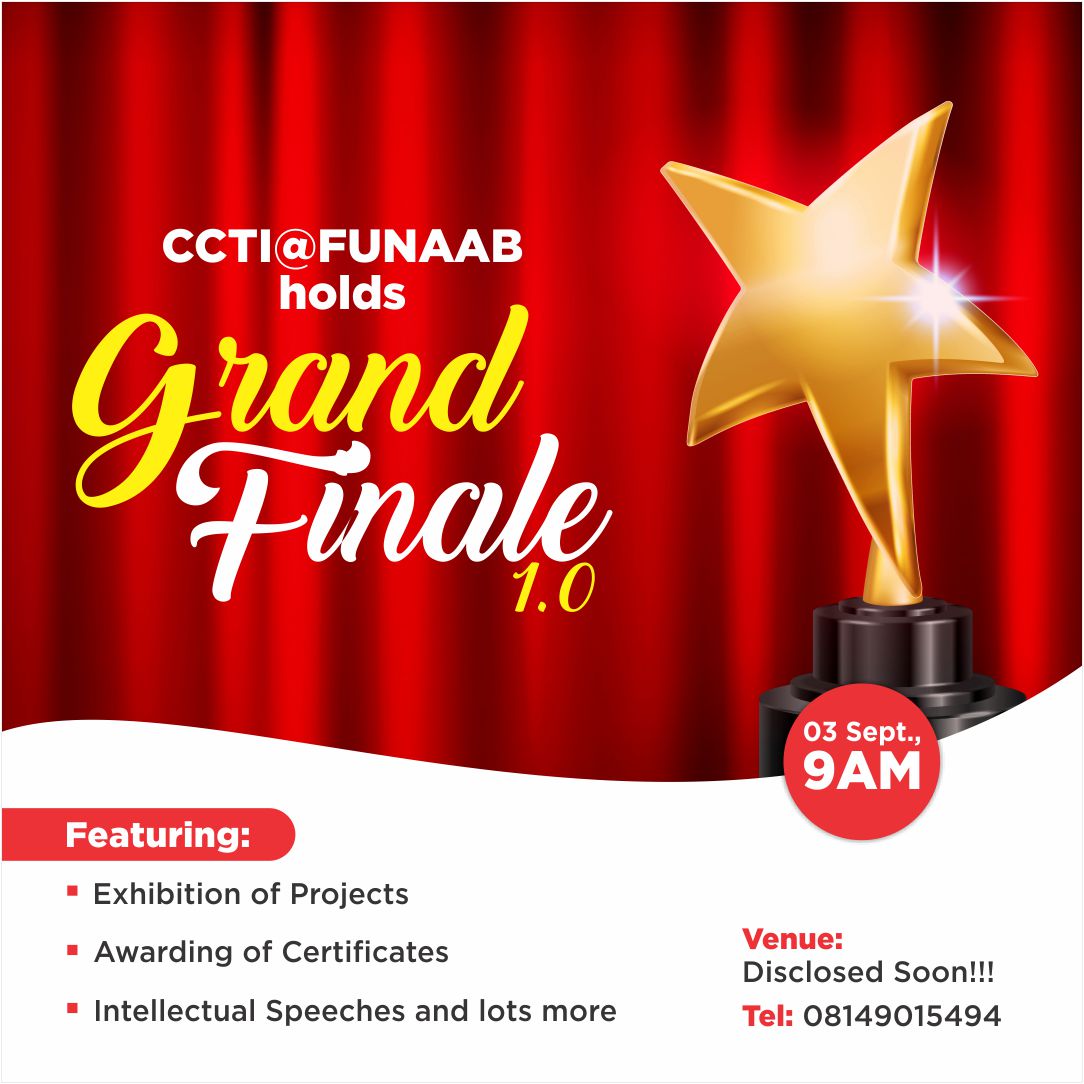 CCTI@FUNAAB
holds
Grand
Finale
1.0
03 Sept.,
9AM
Featuring:
▪ Exhibition of Projects
▪ Awarding of Certificates
▪ Intellectual Speeches and lots more
Venue:
Disclosed Soon!!!
Tel: 08149015494